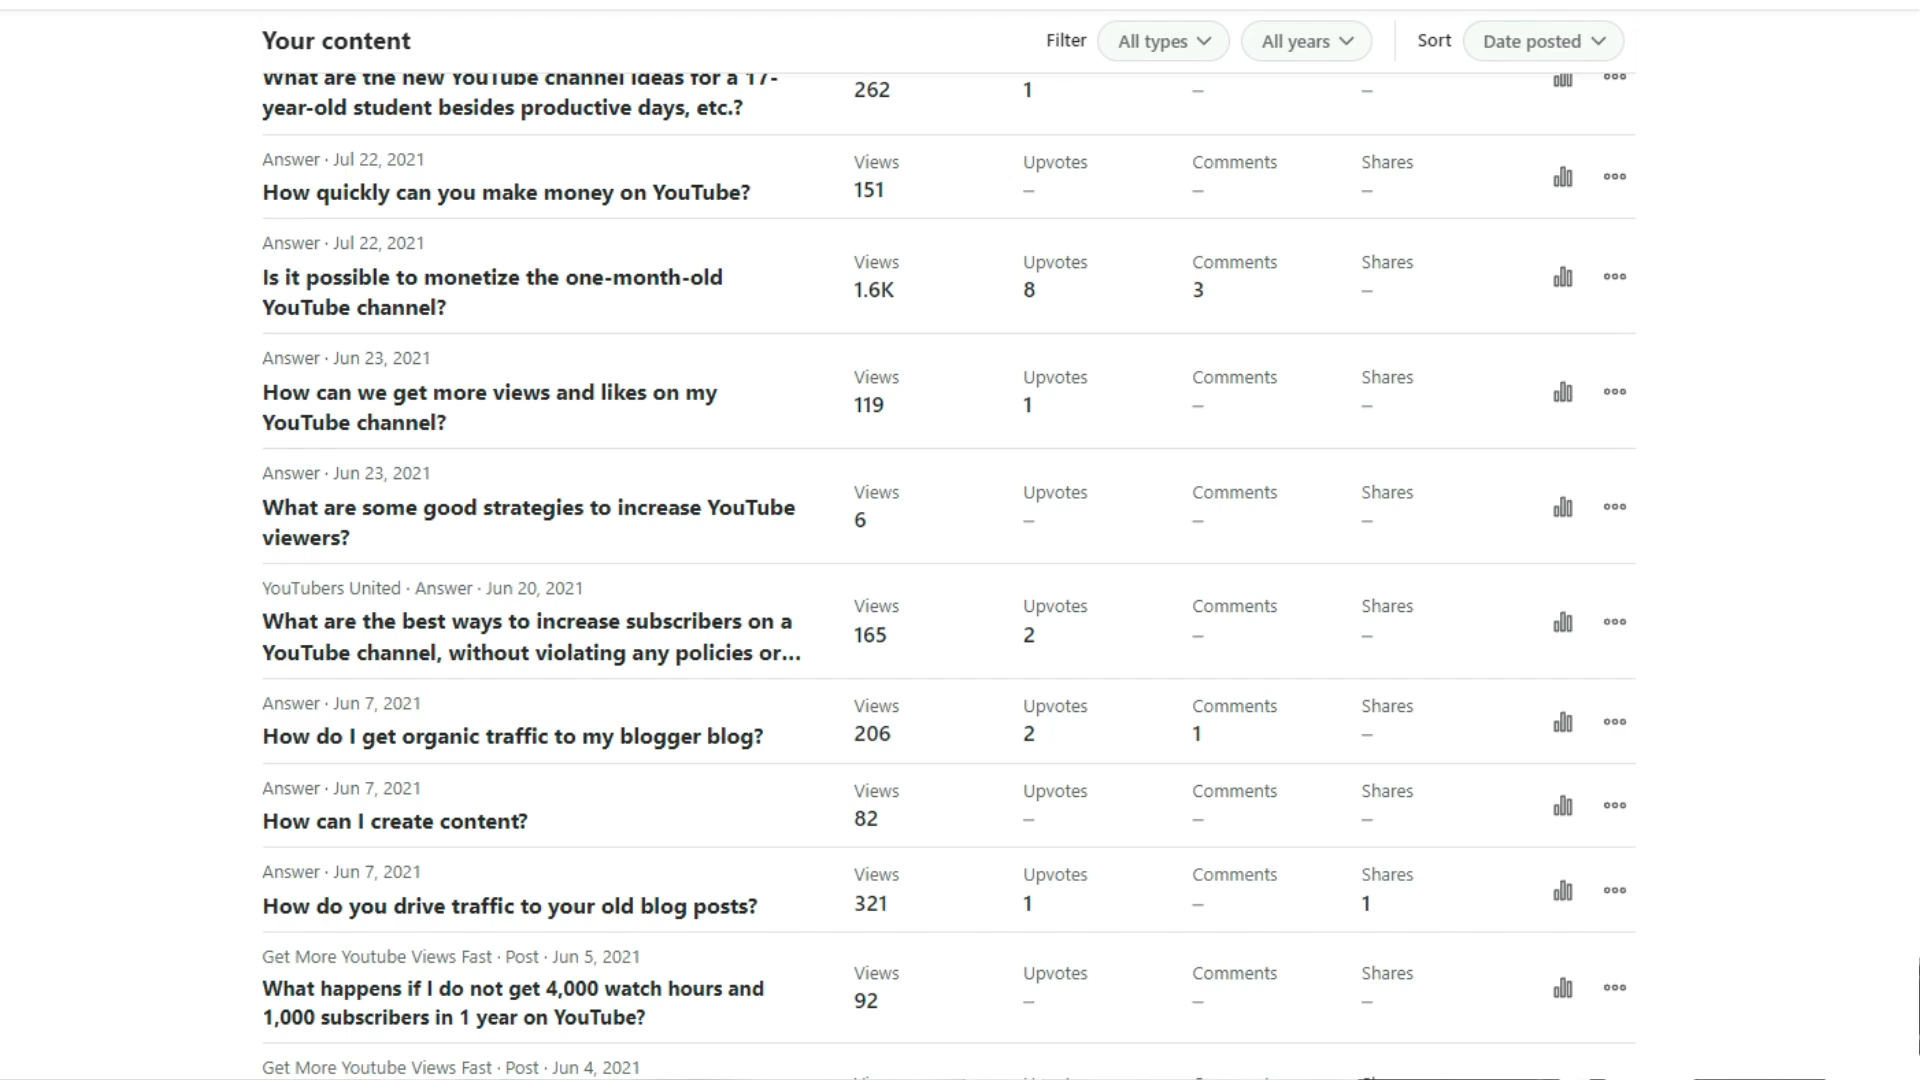 Your content
Filter
All types
All years
Sort
Date posted
What are the new YouTube channel ideas for a 17-
year-old student besides productive days, etc.?
262
1
–
–
Answer · Jul 22, 2021
How quickly can you make money on YouTube?
Views
151
Upvotes
–
Comments
–
Shares
–
Answer · Jul 22, 2021
Is it possible to monetize the one-month-old
YouTube channel?
Views
1.6K
Upvotes
8
Comments
3
Shares
–
Answer · Jun 23, 2021
How can we get more views and likes on my
YouTube channel?
Views
119
Upvotes
1
Comments
–
Shares
–
Answer · Jun 23, 2021
What are some good strategies to increase YouTube
viewers?
Views
6
Upvotes
–
Comments
–
Shares
–
YouTubers United · Answer · Jun 20, 2021
What are the best ways to increase subscribers on a
YouTube channel, without violating any policies or...
Views
165
Upvotes
2
Comments
–
Shares
–
Answer · Jun 7, 2021
How do I get organic traffic to my blogger blog?
Views
206
Upvotes
2
Comments
1
Shares
–
Answer · Jun 7, 2021
How can I create content?
Views
82
Upvotes
–
Comments
–
Shares
–
Answer · Jun 7, 2021
How do you drive traffic to your old blog posts?
Views
321
Upvotes
1
Comments
–
Shares
1
Get More Youtube Views Fast · Post · Jun 5, 2021
What happens if I do not get 4,000 watch hours and
1,000 subscribers in 1 year on YouTube?
Views
92
Upvotes
–
Comments
–
Shares
–
Get More Youtube Views Fast · Post · Jun 4, 2021